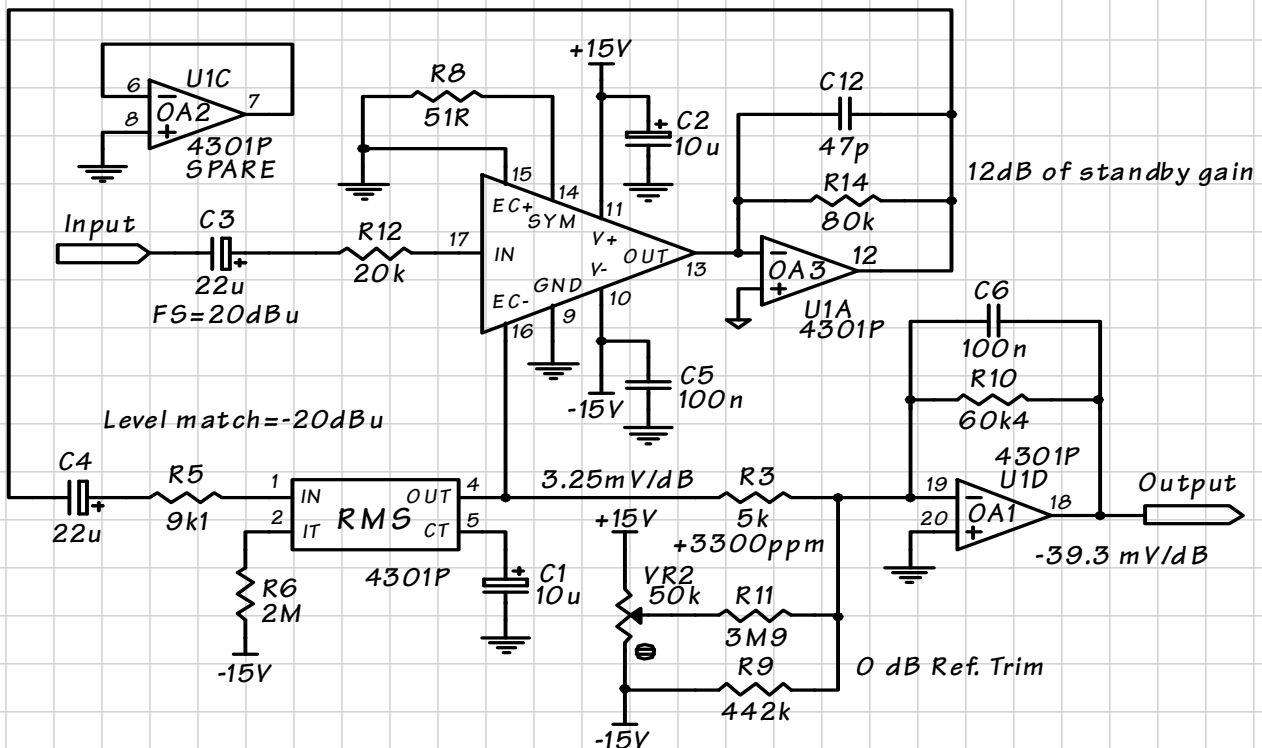 U1C
6
7
OA2
8
4301P
SPARE
R8
51R
+15V
C2
10u
C12
47p
R14
80k
12dB of standby gain
15
14
EC+
SYM
11
V+
Input
C3
22u
FS=20dBu
R12
20k
17
IN
OUT
13
V-
GND
10
EC-
9
16
12
OA3
U1A
4301P
C5
100n
-15V
C6
100n
R10
60k4
Level match=-20dBu
C4
22u
R5
9k1
1
IN
OUT
4
2
IT
RMS
CT
5
4301P
R6
2M
-15V
C1
10u
3.25mV/dB
R3
5k
+3300ppm
+15V
VR2
50k
R11
3M9
R9
442k
-15V
0 dB Ref. Trim
4301P
U1D
19
20
OA1
18
Output
-39.3 mV/dB